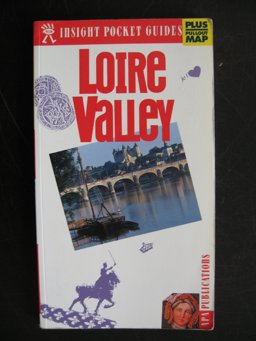 INSIGHT POCKET GUIDES
PLUS
PULLOUT
MAP
LOIRE
VALLEY
APA PUBLICATIONS